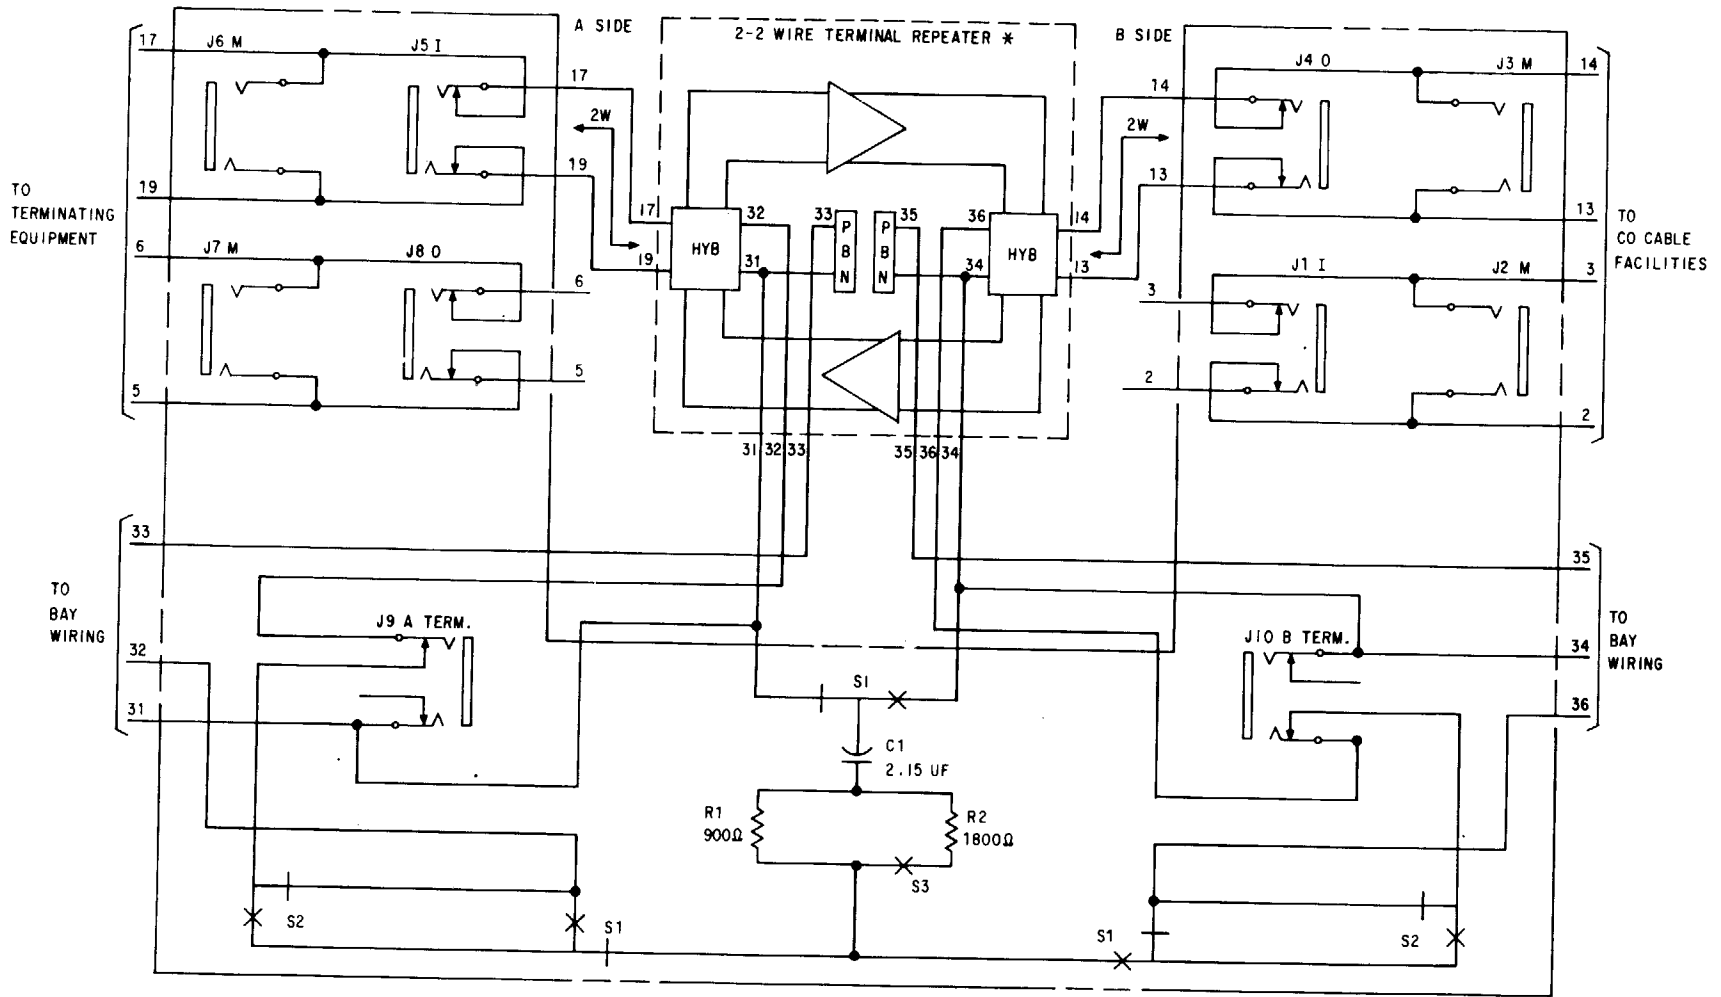 A SIDE
2-2 WIRE TERMINAL REPEATER *
B SIDE
17
J6 M
J5 I
17
2W
19
19
TO
TERMINATING
EQUIPMENT
6
J7 M
J8 O
6
5
5
17
19
HYB
32
31
33
P
B
N
35
P
B
N
36
34
HYB
14
13
14
2W
13
J4 O
J3 M
14
13
TO
CO CABLE
FACILITIES
3
J1 I
J2 M
3
2
2
31
32
33
35
36
34
33
TO
BAY
WIRING
32
31
J9 A TERM.
35
TO
BAY
WIRING
34
36
J10 B TERM.
S1
C1
2.15 UF
R1
900Ω
R2
1800Ω
S3
S2
S1
S1
S2